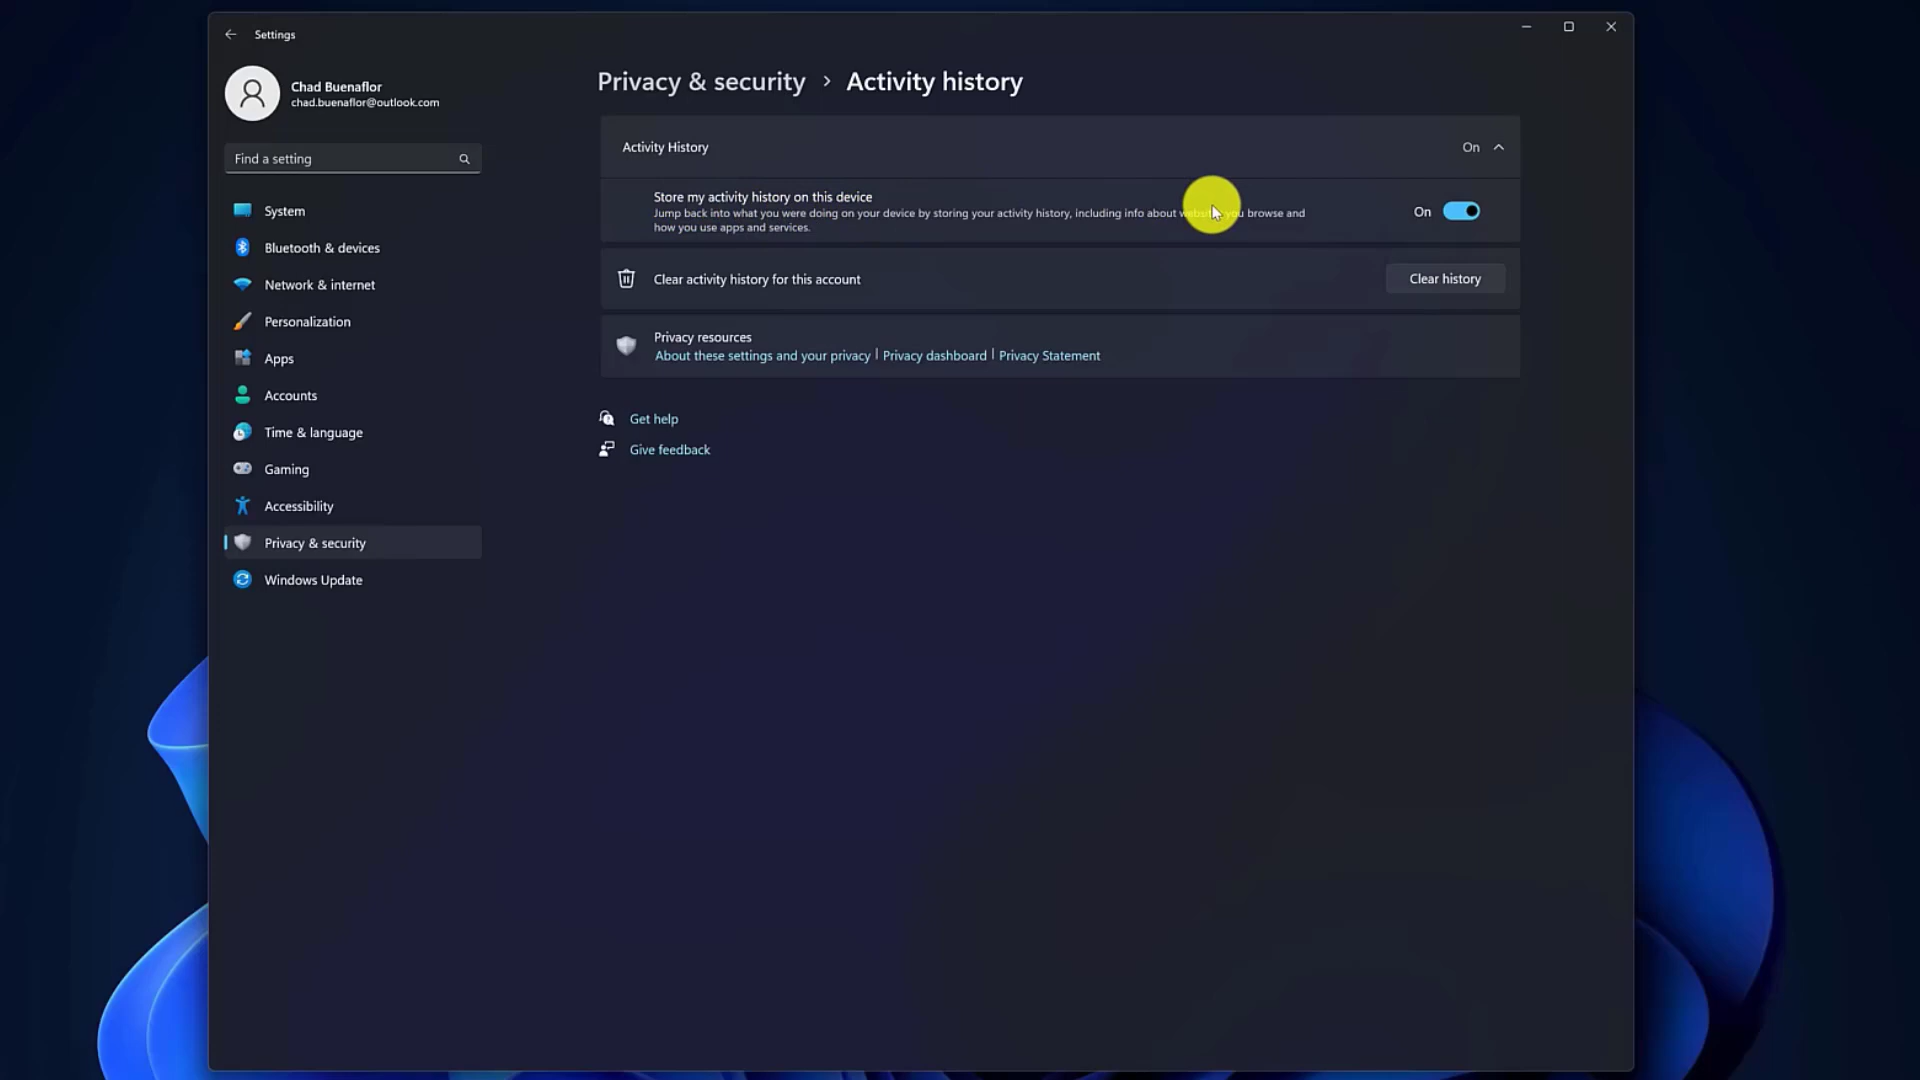 Settings
Chad Buenaflor
chad.buenaflor@outlook.com
Find a setting
System
Bluetooth & devices
Network & internet
Personalization
Apps
Accounts
Time & language
Gaming
Accessibility
Privacy & security
Windows Update
Privacy & security > Activity history
Activity History On
Store my activity history on this device
Jump back into what you were doing on your device by storing your activity history, including info about websites you browse and
how you use apps and services.
On
Clear activity history for this account Clear history
Privacy resources
About these settings and your privacy | Privacy dashboard | Privacy Statement
Get help
Give feedback